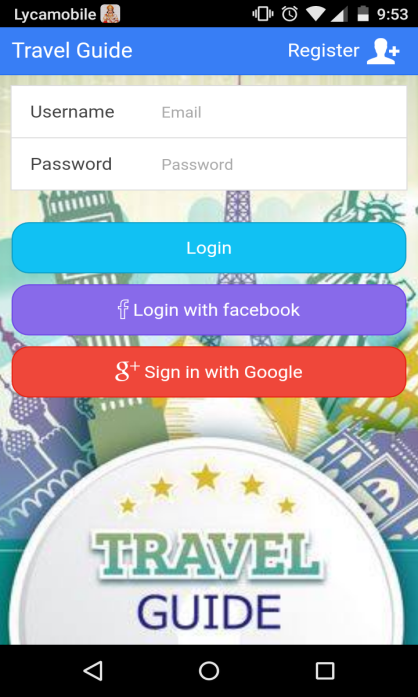 Lycamobile 9:53
Travel Guide Register
Username Email
Password Password
Login
f Login with facebook
g+ Sign in with Google
TRAVEL
GUIDE